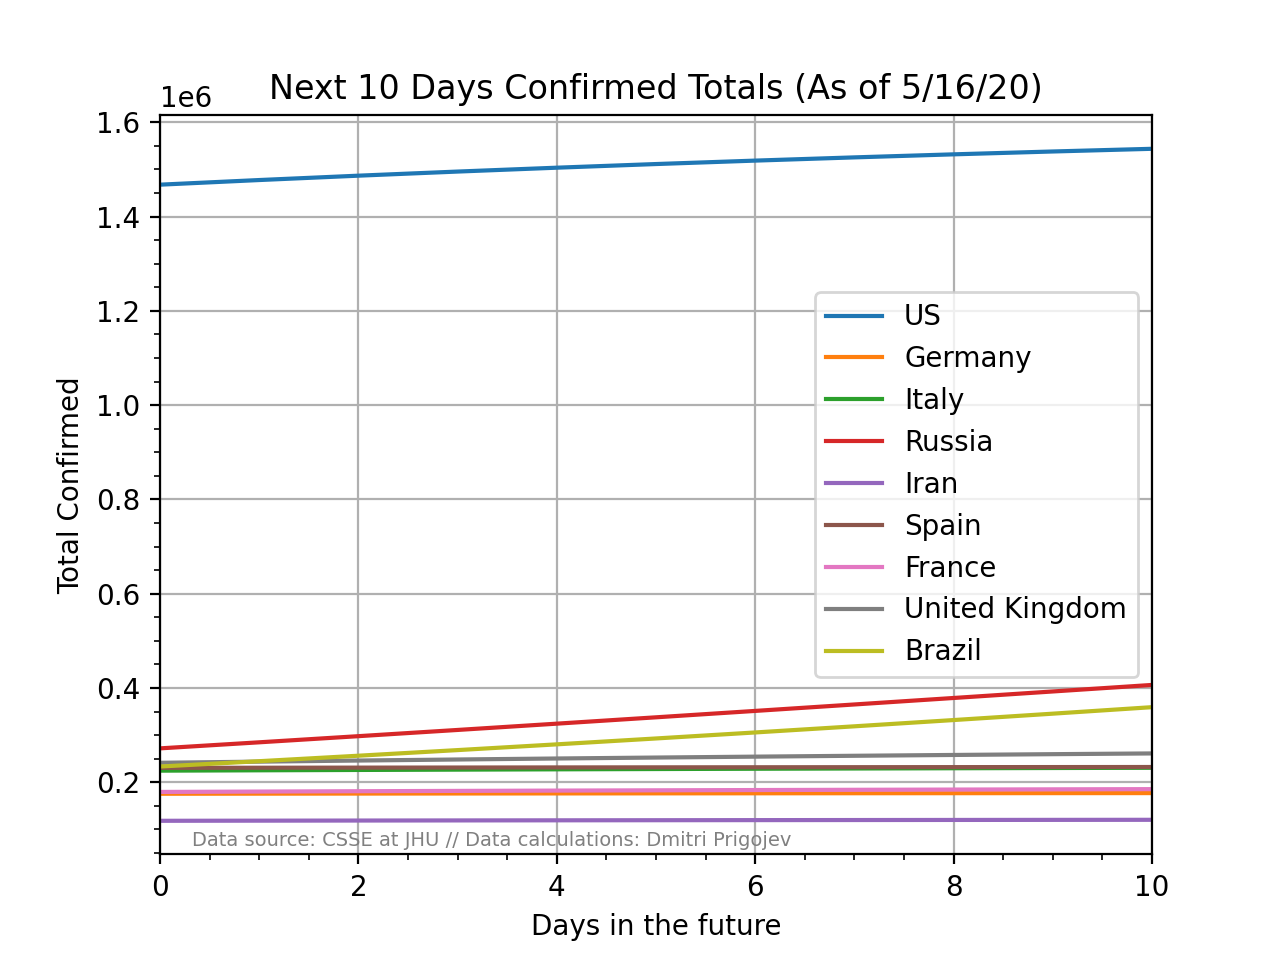 Next 10 Days Confirmed Totals (As of 5/16/20)
1e6
1.6
1.4
1.2
1.0
0.8
0.6
0.4
0.2
Total Confirmed
US
Germany
Italy
Russia
Iran
Spain
France
United Kingdom
Brazil
Data source: CSSE at JHU // Data calculations: Dmitri Prigojev
0 2 4 6 8 10
Days in the future